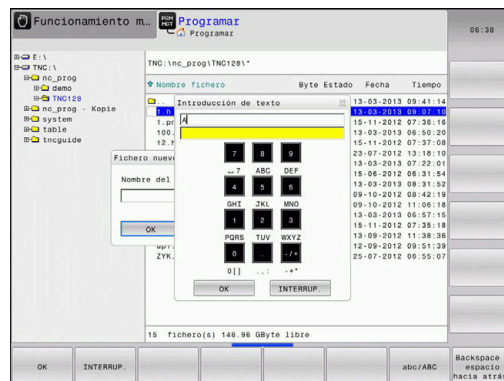 Funcionamiento m…
PGM
MGT
Programar
Programar
06:38
E:\
TNC:\
nc_prog
demo
TNC128
nc_prog - Kopie
system
table
tncguide
TNC:\nc_prog\TNC128\*
Nombre fichero Byte Estado Fecha Tiempo
..
13-03-2013 09:41:14
1.h 13-03-2013 09:07:10
1.p 15-11-2012 07:36:16
100. 13-03-2013 06:50:20
12.h 15-11-2012 07:37:08
23-07-2012 13:18:10
13-03-2013 07:22:01
15-06-2012 06:31:54
13-03-2012 08:31:52
09-10-2012 08:42:19
09-10-2012 11:06:18
13-03-2013 06:57:15
15-11-2012 07:35:18
13-09-2012 11:38:36
12-09-2012 09:51:39
ZYK. 25-07-2012 06:55:07
Fichero nuevo
Nombre del
OK
Introducción de texto
A
7 8 9
7 ABC DEF
4 5 6
GHI JKL MNO
1 2 3
PQRS TUV WXYZ
0 . -/+
0[] ..: -+*
OK INTERRUP.
15 fichero(s) 146.96 GByte libre
OK INTERRUP. abc/ABC
Backspace
espacio
hacia atrás